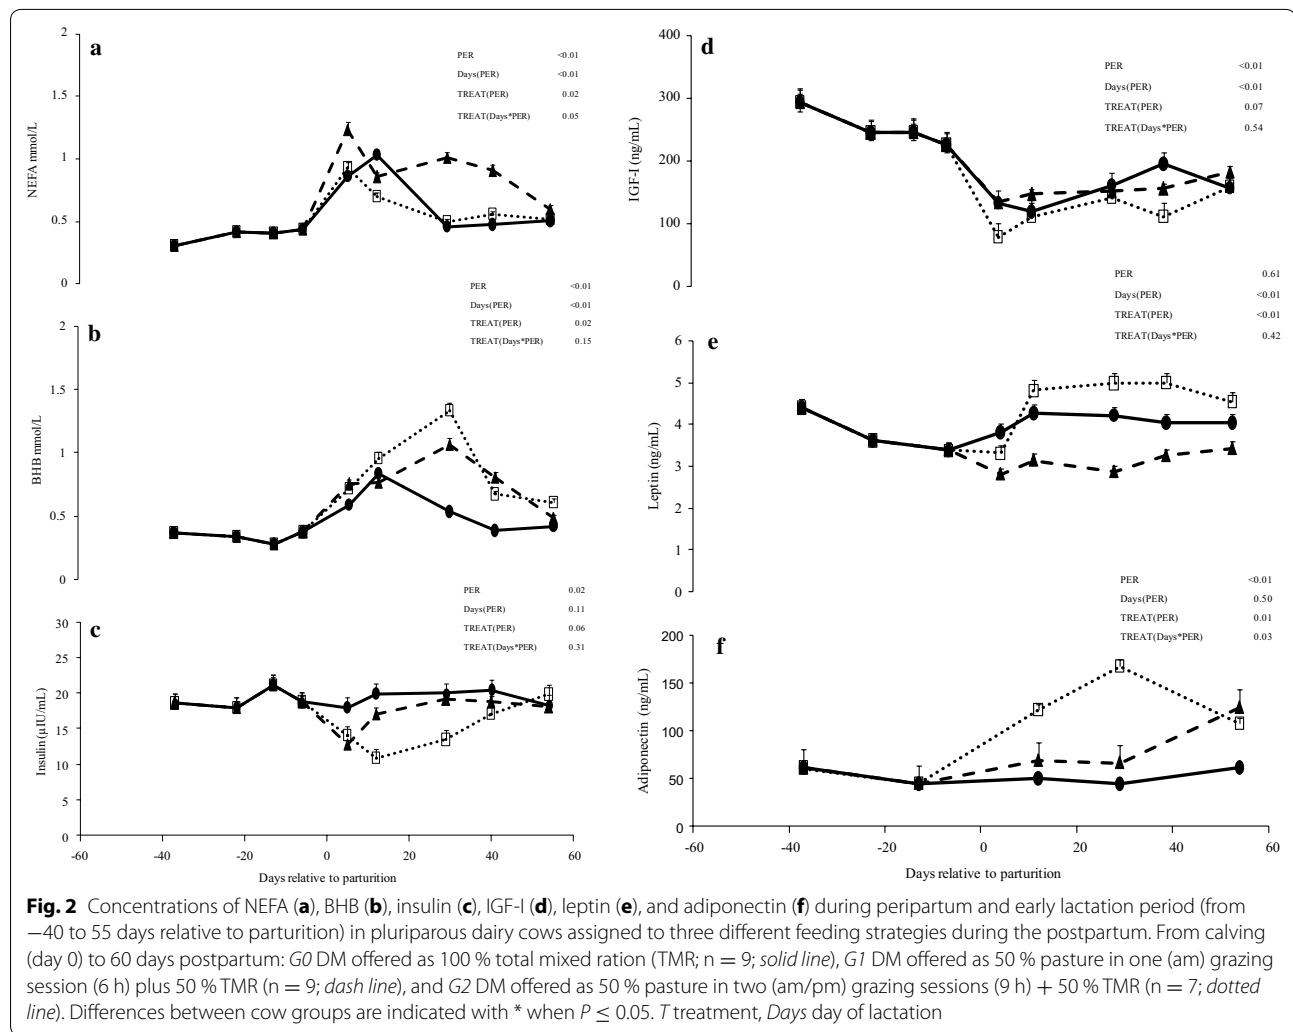 a
2
1.5
1
0.5
0
NEFA mmol/L
PER <0.01
Days(PER) <0.01
TREAT(PER) 0.02
TREAT(Days*PER) 0.05
b
2
1.5
1
0.5
0
BHB mmol/L
PER <0.01
Days(PER) <0.01
TREAT(PER) 0.02
TREAT(Days*PER) 0.15
c
30
25
20
15
10
5
0
Insulin (µIU/mL)
PER 0.02
Days(PER) 0.11
TREAT(PER) 0.06
TREAT(Days*PER) 0.31
-60 -40 -20 0 20 40 60
Days relative to parturition
d
400
300
200
100
0
IGF-I (ng/mL)
PER <0.01
Days(PER) <0.01
TREAT(PER) 0.07
TREAT(Days*PER) 0.54
e
6
5
4
3
2
1
0
Leptin (ng/mL)
PER 0.61
Days(PER) <0.01
TREAT(PER) <0.01
TREAT(Days*PER) 0.42
f
200
150
100
50
0
Adiponectin (ng/mL)
PER <0.01
Days(PER) 0.50
TREAT(PER) 0.01
TREAT(Days*PER) 0.03
-60 -40 -20 0 20 40 60
Days relative to parturition
Fig. 2 Concentrations of NEFA (a), BHB (b), insulin (c), IGF-I (d), leptin (e), and adiponectin (f) during peripartum and early lactation period (from
−40 to 55 days relative to parturition) in pluriparous dairy cows assigned to three different feeding strategies during the postpartum. From calving
(day 0) to 60 days postpartum: G0 DM offered as 100 % total mixed ration (TMR; n = 9; solid line), G1 DM offered as 50 % pasture in one (am) grazing
session (6 h) plus 50 % TMR (n = 9; dash line), and G2 DM offered as 50 % pasture in two (am/pm) grazing sessions (9 h) + 50 % TMR (n = 7; dotted
line). Differences between cow groups are indicated with * when P ≤ 0.05. T treatment, Days day of lactation